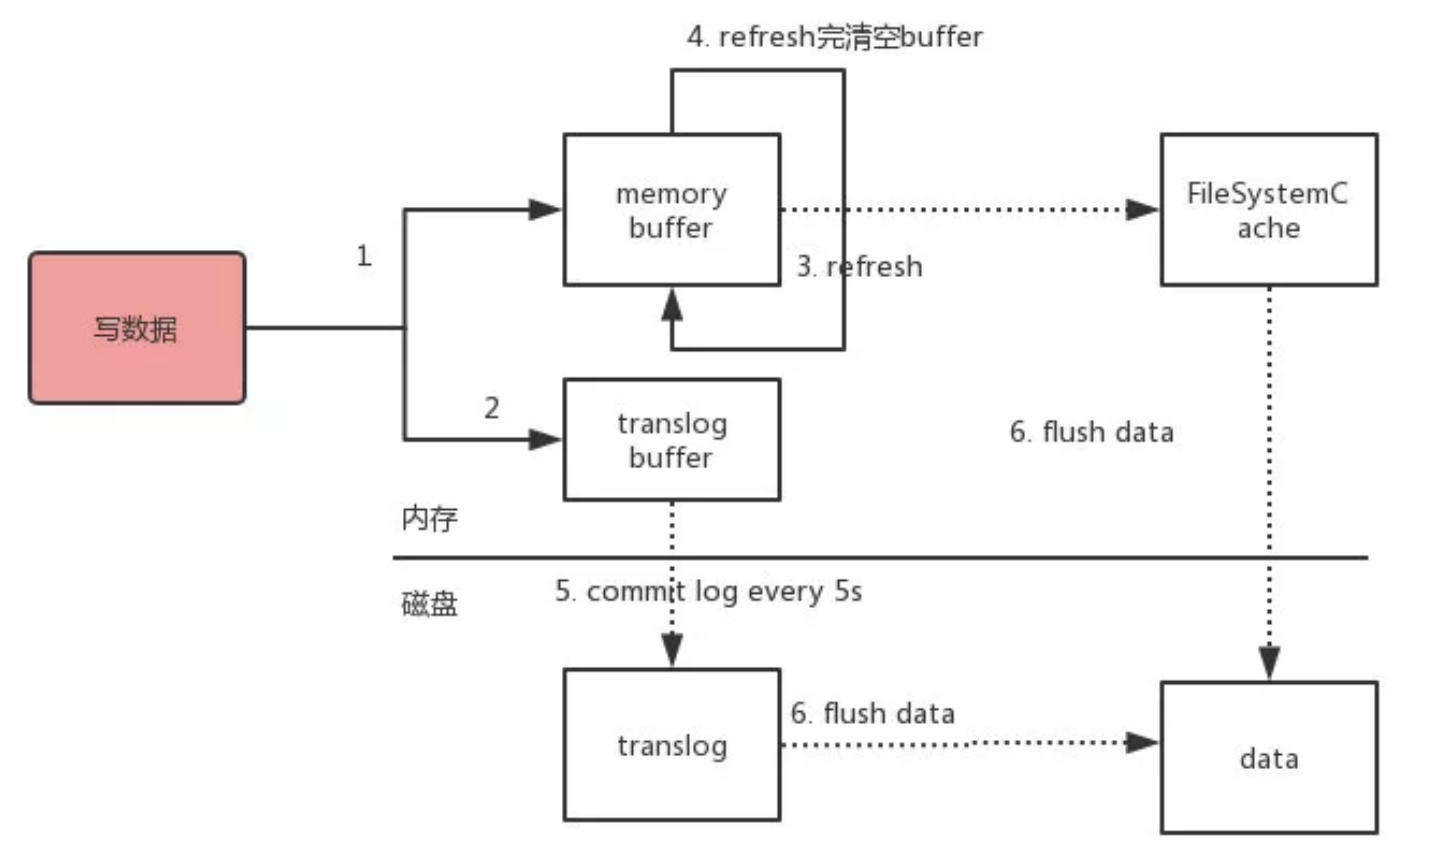 4. refresh完清空buffer
memory
buffer
FileSystemC
ache
1
3. refresh
写数据
2
translog
buffer
6. flush data
内存
5. commit log every 5s
磁盘
6. flush data
translog
data